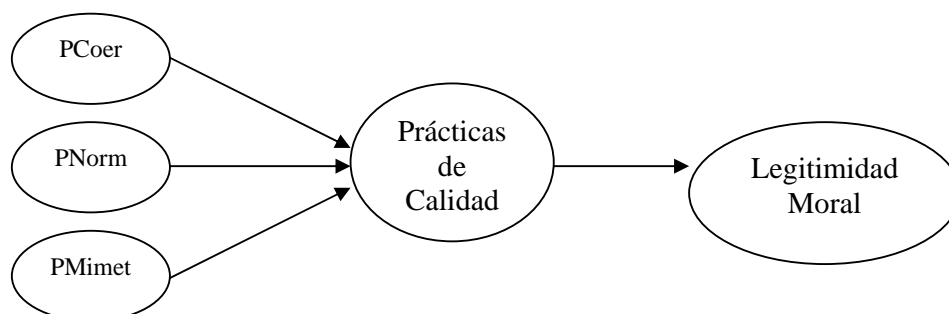 PCoer
PNorm
PMimet
Prácticas
de
Calidad
Legitimidad
Moral